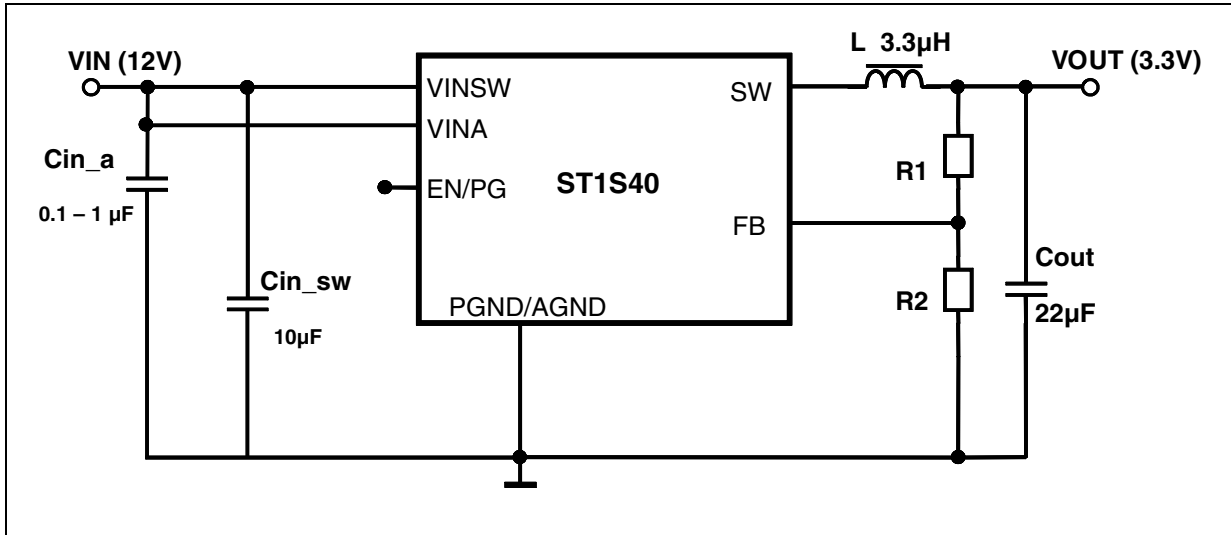 L 3.3µH
VIN (12V)
VOUT (3.3V)
VINSW
SW
VINA
Cin_a
R1
ST1S40
EN/PG
0.1 – 1 µF
FB
Cout
Cin_sw
R2
PGND/AGND
22µF
10µF